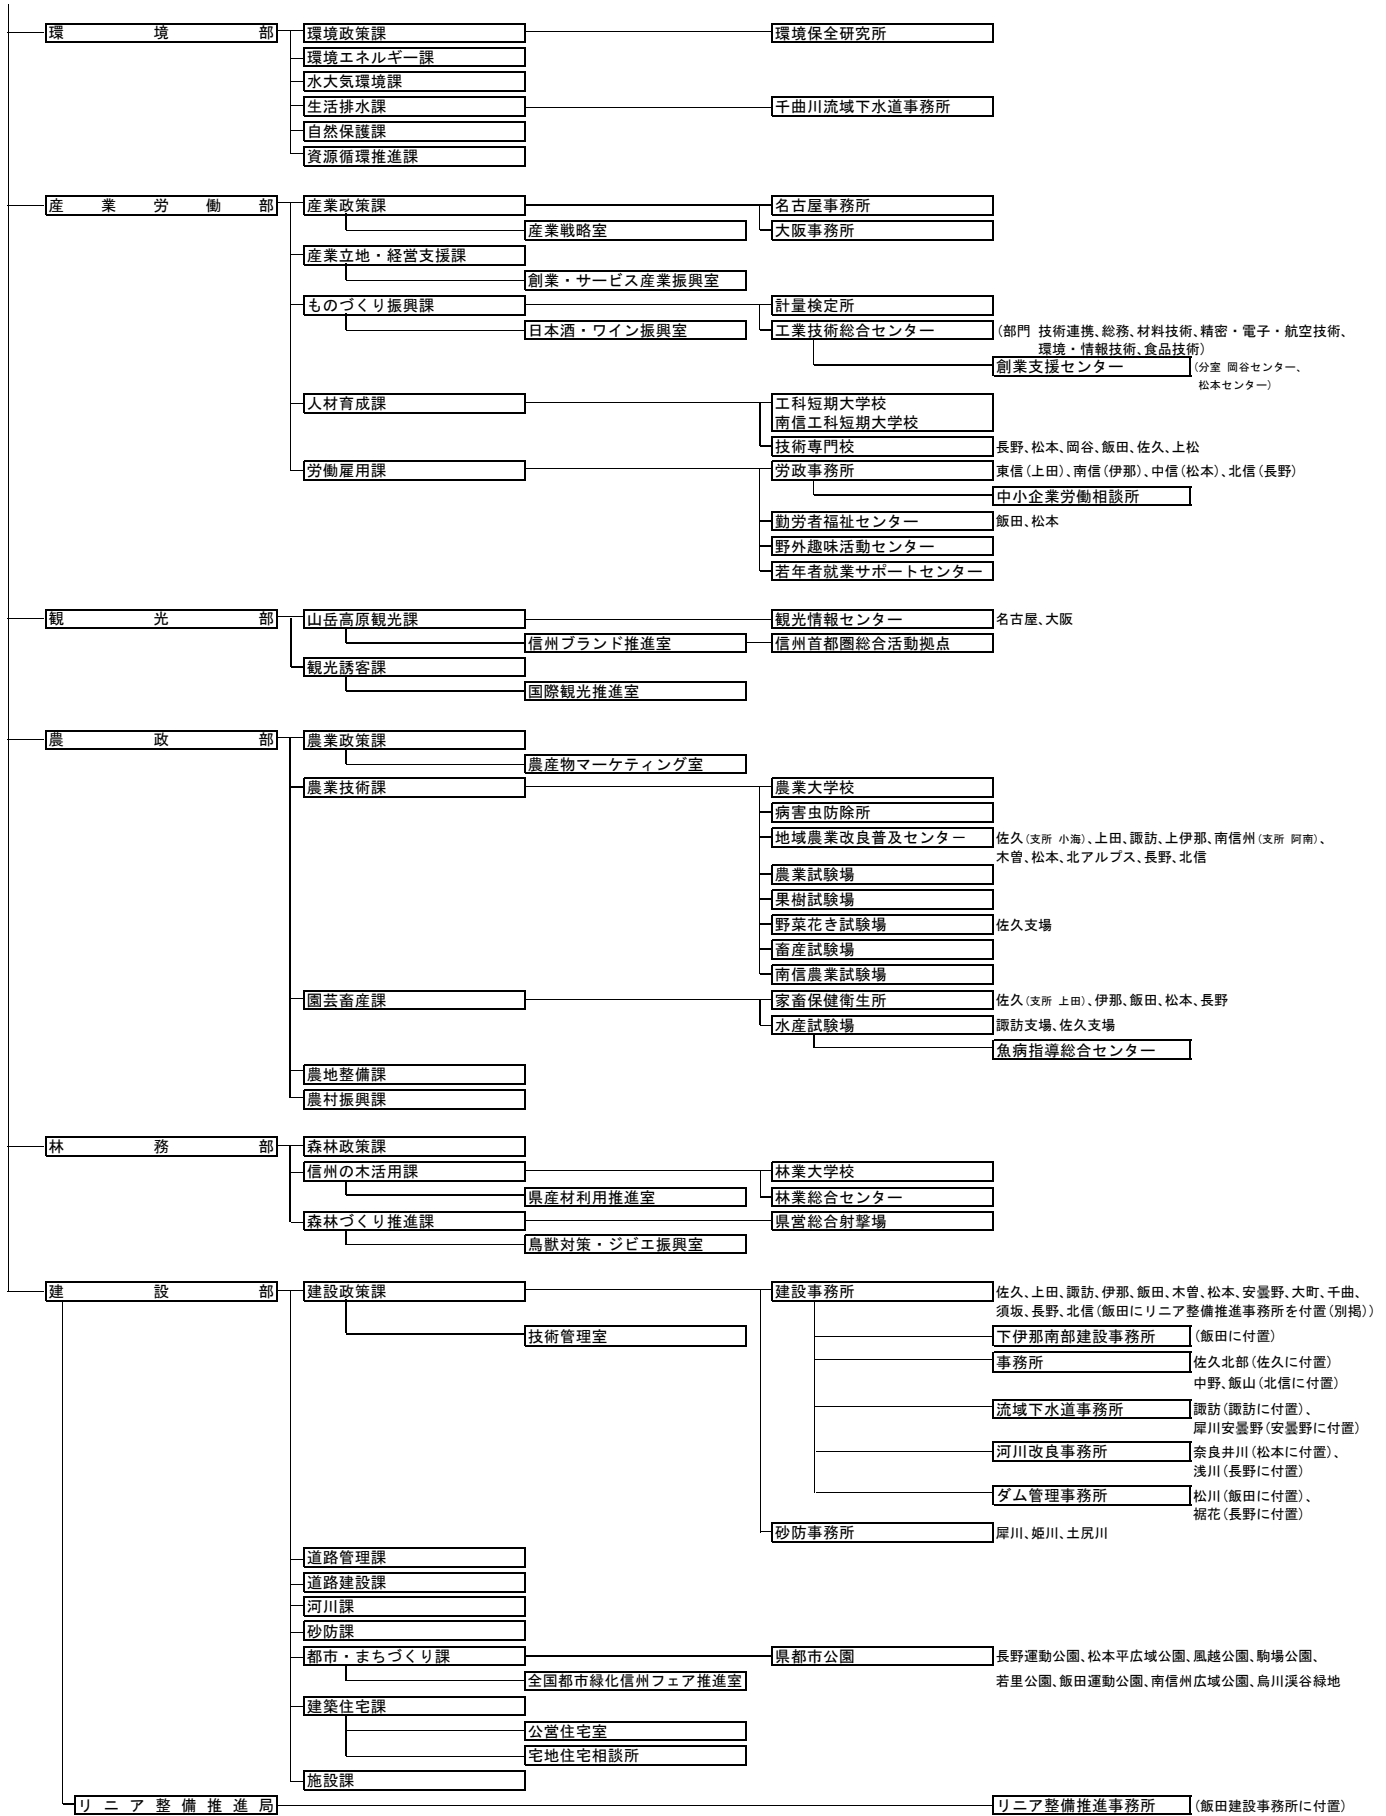 環境部 環境政策課 環境保全研究所
環境エネルギー課
水大気環境課
生活排水課 千曲川流域下水道事務所
自然保護課
資源循環推進課
産業労働部 産業政策課 名古屋事務所
産業戦略室 大阪事務所
産業立地・経営支援課
創業・サービス産業振興室
ものづくり振興課 計量検定所
日本酒・ワイン振興室 工業技術総合センター (部門 技術連携、総務、材料技術、精密・電子・航空技術、
環境・情報技術、食品技術)
創業支援センター (分室 岡谷センター、
松本センター)
人材育成課 工科短期大学校
南信工科短期大学校
技術専門校 長野、松本、岡谷、飯田、佐久、上松
労働雇用課 労政事務所 東信(上田)、南信(伊那)、中信(松本)、北信(長野)
中小企業労働相談所
勤労者福祉センター 飯田、松本
野外趣味活動センター
若年者就業サポートセンター
観光部 山岳高原観光課 観光情報センター 名古屋、大阪
信州ブランド推進室 信州首都圏総合活動拠点
観光誘客課
国際観光推進室
農政部 農業政策課
農産物マーケティング室
農業技術課 農業大学校
病害虫防除所
地域農業改良普及センター 佐久(支所 小海)、上田、諏訪、上伊那、南信州(支所 阿南)、
木曽、松本、北アルプス、長野、北信
農業試験場
果樹試験場
野菜花き試験場 佐久支場
畜産試験場
南信農業試験場
園芸畜産課 家畜保健衛生所 佐久(支所 上田)、伊那、飯田、松本、長野
水産試験場 諏訪支場、佐久支場
魚病指導総合センター
農地整備課
農村振興課
林務部 森林政策課
信州の木活用課 林業大学校
県産材利用推進室 林業総合センター
森林づくり推進課 県営総合射撃場
鳥獣対策・ジビエ振興室
建設部 建設政策課 建設事務所 佐久、上田、諏訪、伊那、飯田、木曽、松本、安曇野、大町、千曲、
須坂、長野、北信(飯田にリニア整備推進事務所を付置(別掲))
技術管理室 下伊那南部建設事務所 (飯田に付置)
事務所 佐久北部(佐久に付置)
中野、飯山(北信に付置)
流域下水道事務所 諏訪(諏訪に付置)、
犀川安曇野(安曇野に付置)
河川改良事務所 奈良井川(松本に付置)、
浅川(長野に付置)
ダム管理事務所 松川(飯田に付置)、
裾花(長野に付置)
砂防事務所 犀川、姫川、土尻川
道路管理課
道路建設課
河川課
砂防課
都市・まちづくり課 県都市公園 長野運動公園、松本平広域公園、風越公園、駒場公園、
全国都市緑化信州フェア推進室 若里公園、飯田運動公園、南信州広域公園、烏川渓谷緑地
建築住宅課
公営住宅室
宅地住宅相談所
施設課
リニア整備推進局 リニア整備推進事務所 (飯田建設事務所に付置)